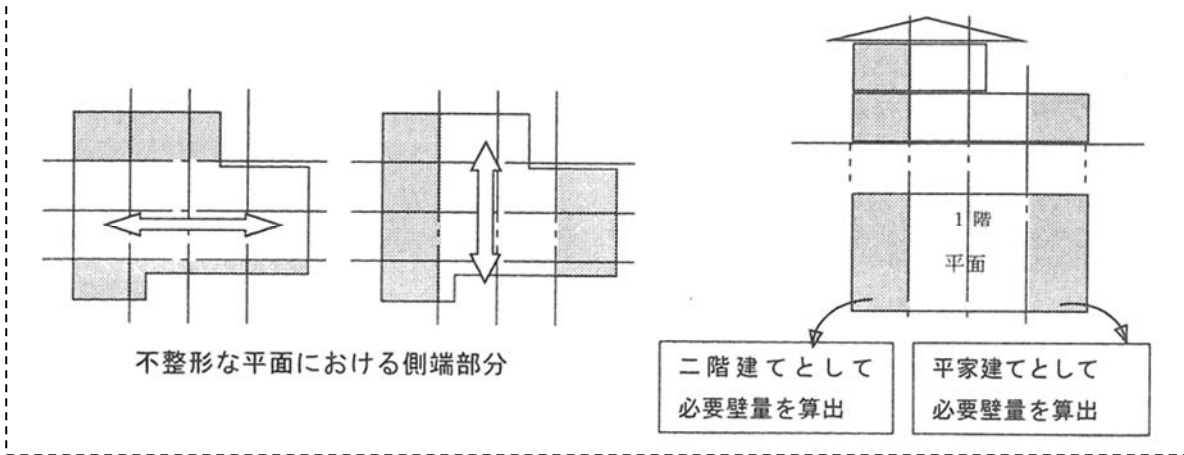 不整形な平面における側端部分
1階
平面
二階建てとして
必要壁量を算出
平家建てとして
必要壁量を算出